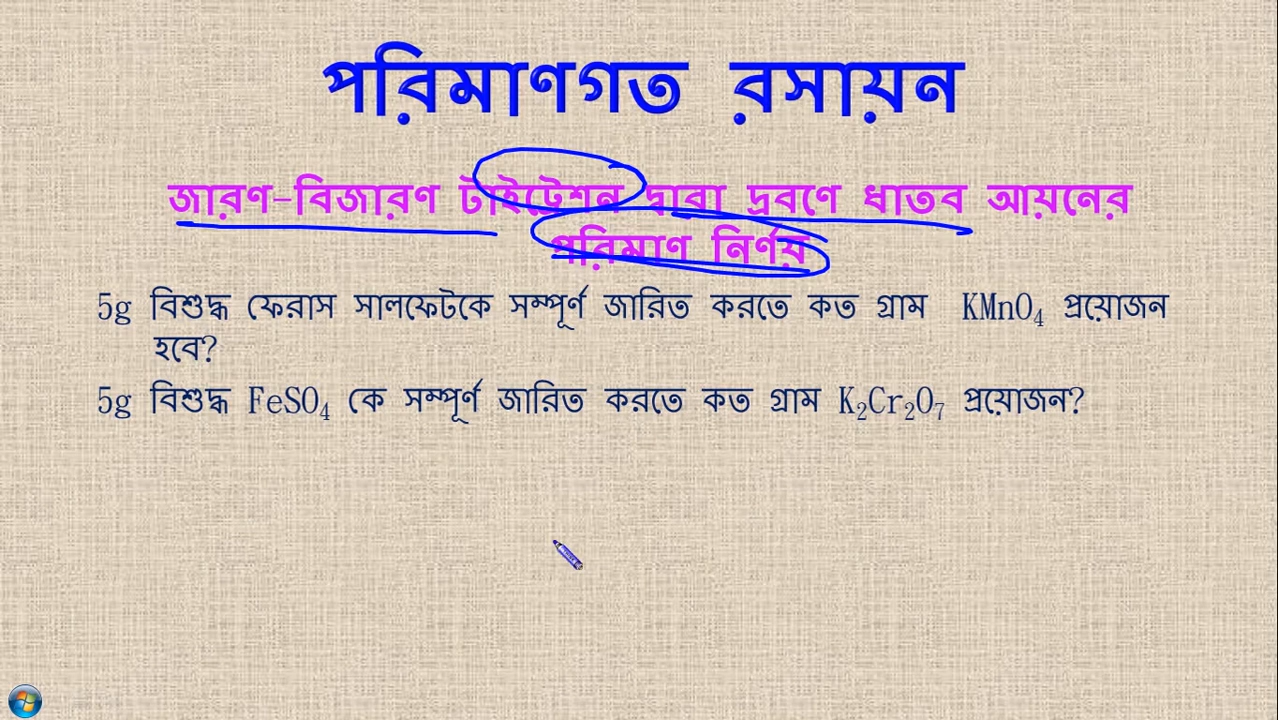 পরিমাণগত রসায়ন
জারণ-বিজারণ টাইট্রেশন দ্বারা দ্রবণে ধাতব আয়নের
পরিমাণ নির্ণয়
5g বিশুদ্ধ ফেরাস সালফেটকে সম্পূর্ণ জারিত করতে কত গ্রাম KMnO₄ প্রয়োজন
হবে?
5g বিশুদ্ধ FeSO₄ কে সম্পূর্ণ জারিত করতে কত গ্রাম K₂Cr₂O₇ প্রয়োজন?